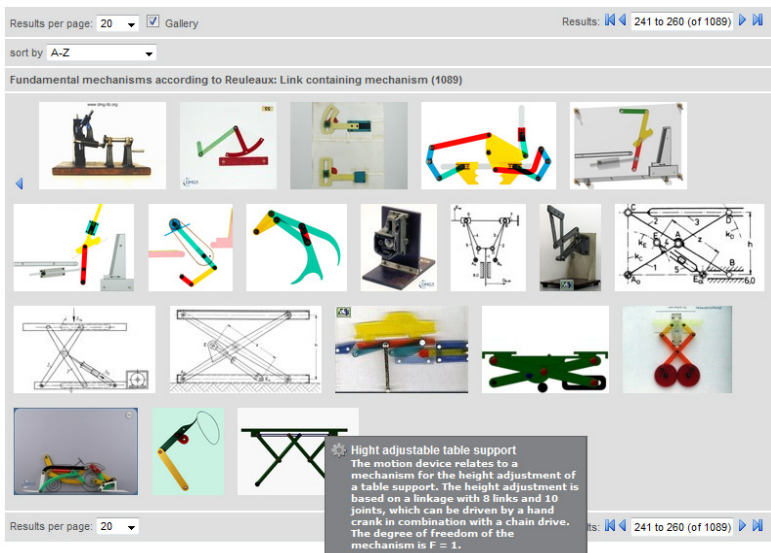 Results per page: 20 Gallery Results: 241 to 260 (of 1089)
sort by A-Z
Fundamental mechanisms according to Reuleaux: Link containing mechanism (1089)
www.dmg-lib.org
Hight adjustable table support
The motion device relates to a
mechanism for the height adjustment of
a table support. The height adjustment is
based on a linkage with 8 links and 10
joints, which can be driven by a hand
crank in combination with a chain drive.
The degree of freedom of the
mechanism is F = 1.
Results per page: 20 ts: 241 to 260 (of 1089)